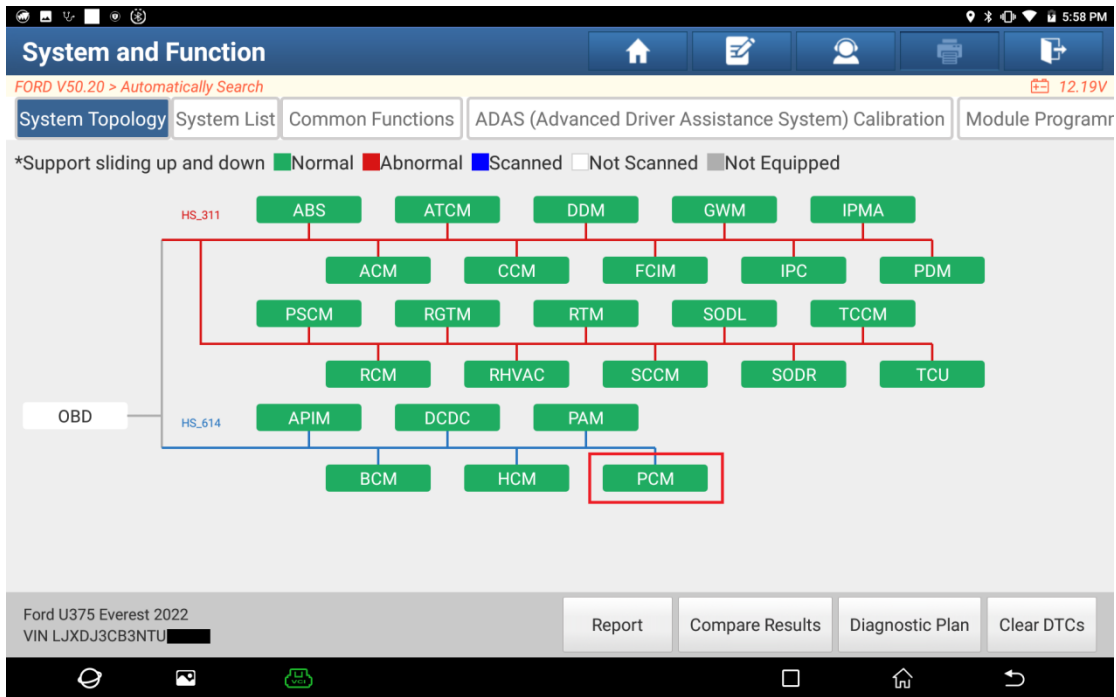 5:58 PM
System and Function
FORD V50.20 > Automatically Search
12.19V
System Topology System List Common Functions ADAS (Advanced Driver Assistance System) Calibration Module Programm
*Support sliding up and down Normal Abnormal Scanned Not Scanned Not Equipped
HS_311 ABS ATCM DDM GWM IPMA
ACM CCM FCIM IPC PDM
PSCM RGTM RTM SODL TCCM
RCM RHVAC SCCM SODR TCU
OBD
HS_614 APIM DCDC PAM
BCM HCM PCM
Ford U375 Everest 2022
VIN LJXDJ3CB3NTU
Report Compare Results Diagnostic Plan Clear DTCs
VCI